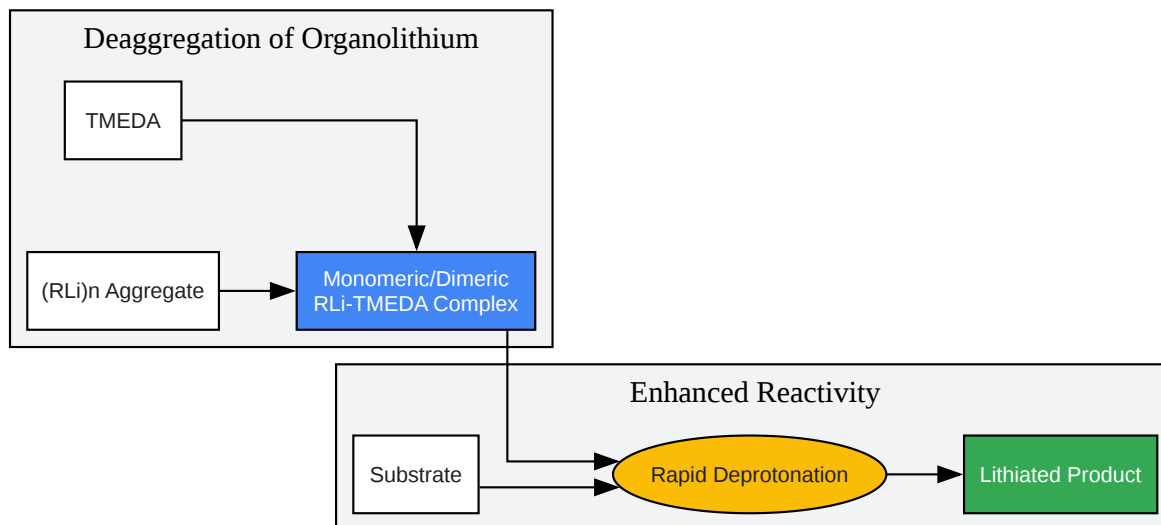 Deaggregation of Organolithium
TMEDA
(RLi)n Aggregate
Monomeric/Dimeric
RLi-TMEDA Complex
Enhanced Reactivity
Substrate
Rapid Deprotonation
Lithiated Product